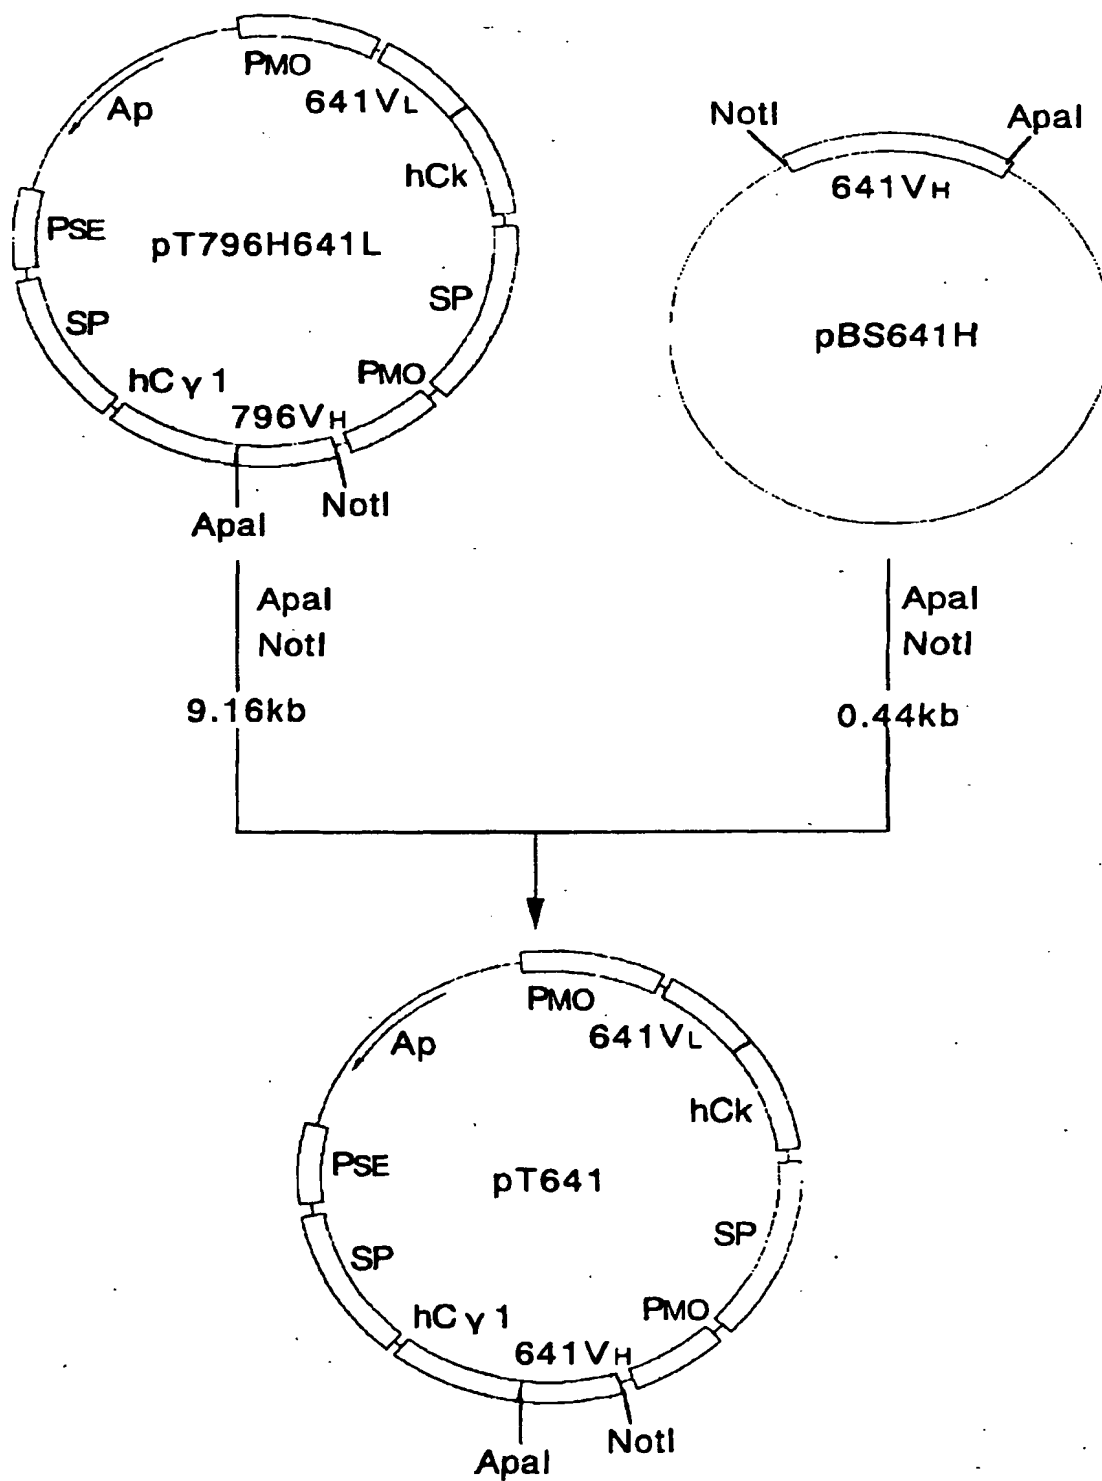 PMO
641VL
Ap
hCk
PSE
pT796H641L
SP
SP
PMO
hCγ1
796VH
NotI
ApaI
NotI
ApaI
641VH
pBS641H
ApaI
NotI
9.16kb
ApaI
NotI
0.44kb
PMO
641VL
Ap
hCk
PSE
pT641
SP
SP
PMO
hCγ1
641VH
NotI
ApaI